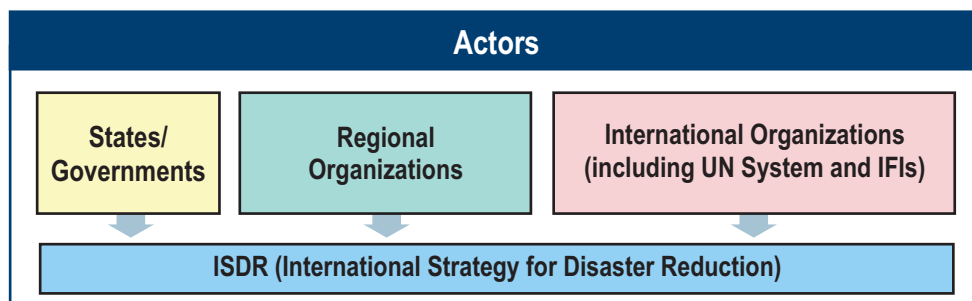 Actors
States/
Governments
Regional
Organizations
International Organizations
(including UN System and IFIs)
ISDR (International Strategy for Disaster Reduction)